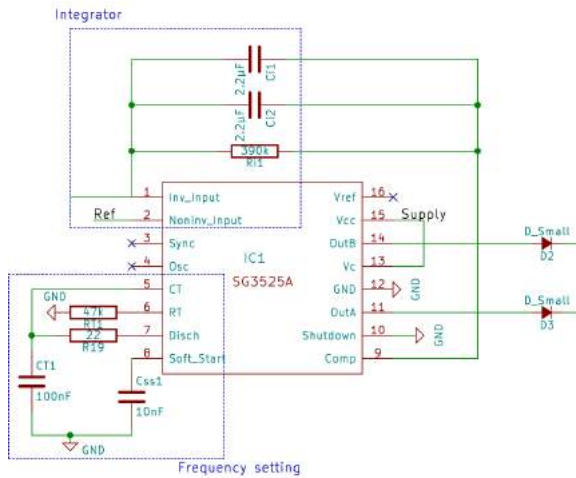 Integrator
2.2µF
Ci1
2.2µF
Ci2
390k
Ri1
Ref
1 Inv_Input
2 NonInv_Input
3 Sync
4 Osc
5 CT
6 RT
7 Disch
8 Soft_Start
IC1
SG3525A
Vref 16
Vcc 15
OutB 14
Vc 13
GND 12
OutA 11
Shutdown 10
Comp 9
Supply
GND
GND
D_Small
D2
D_Small
D3
GND
47k
RT1
22
R19
CT1
100nF
Css1
10nF
GND
Frequency setting